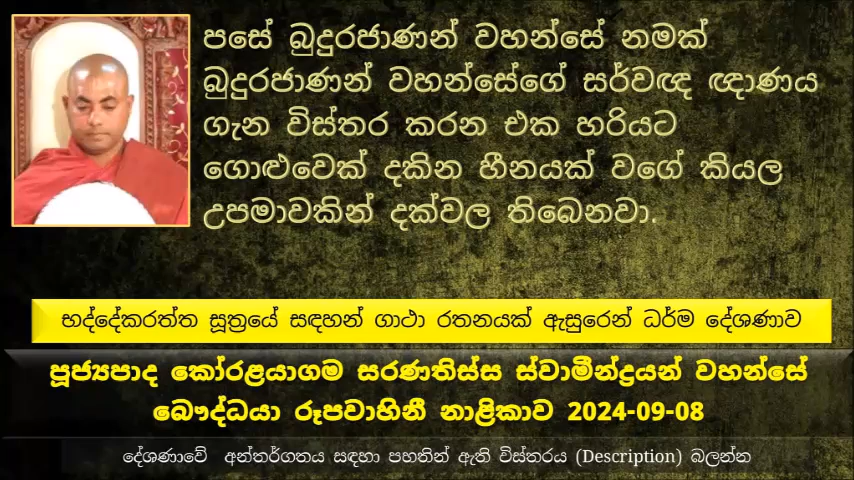 පසේ බුදුරජාණන් වහන්සේ නමක්
බුදුරජාණන් වහන්සේගේ සර්වඥ ඥාණය
ගැන විස්තර කරන එක හරියට
ගොළුවෙක් දකින හීනයක් වගේ කියල
උපමාවකින් දක්වල තිබෙනවා.
භද්දේකරත්ත සූත්‍රයේ සඳහන් ගාථා රතනයක් ඇසුරෙන් ධර්ම දේශණාව
පූජ්‍යපාද කෝරළයාගම සරණතිස්ස ස්වාමීන්ද්‍රයන් වහන්සේ
බෞද්ධයා රූපවාහිනී නාළිකාව 2024-09-08
දේශණාවේ අන්තර්ගතය සඳහා පහතින් ඇති විස්තරය (Description) බලන්න